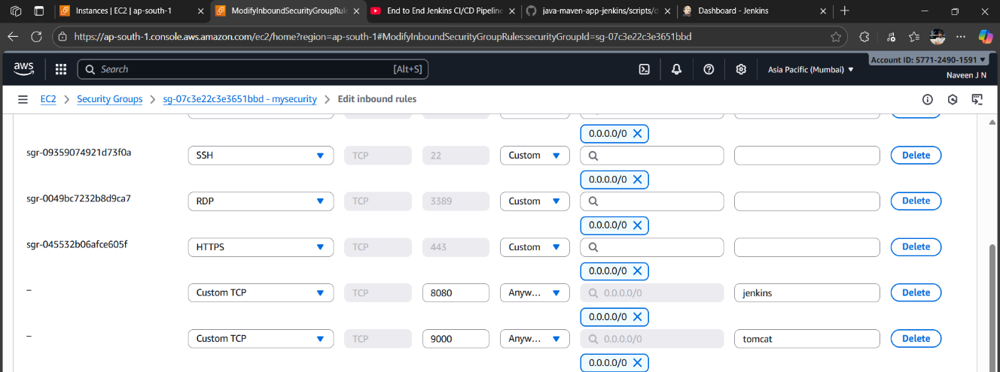 Instances | EC2 | ap-south-1
ModifyInboundSecurityGroupRul
End to End Jenkins CI/CD Pipeline
java-maven-app-jenkins/scripts/d
Dashboard - Jenkins
https://ap-south-1.console.aws.amazon.com/ec2/home?region=ap-south-1#ModifyInboundSecurityGroupRules:securityGroupId=sg-07c3e22c3e3651bbd
aws
Search
[Alt+S]
Asia Pacific (Mumbai)
Account ID: 5771-2490-1591
Naveen J N
EC2 > Security Groups > sg-07c3e22c3e3651bbd - mysecurity > Edit inbound rules
0.0.0.0/0
sgr-09359074921d73f0a SSH TCP 22 Custom Delete
0.0.0.0/0
sgr-0049bc7232b8d9ca7 RDP TCP 3389 Custom Delete
0.0.0.0/0
sgr-045532b06afce605f HTTPS TCP 443 Custom Delete
0.0.0.0/0
– Custom TCP TCP 8080 Anyw... 0.0.0.0/0 jenkins Delete
0.0.0.0/0
– Custom TCP TCP 9000 Anyw... 0.0.0.0/0 tomcat Delete
0.0.0.0/0